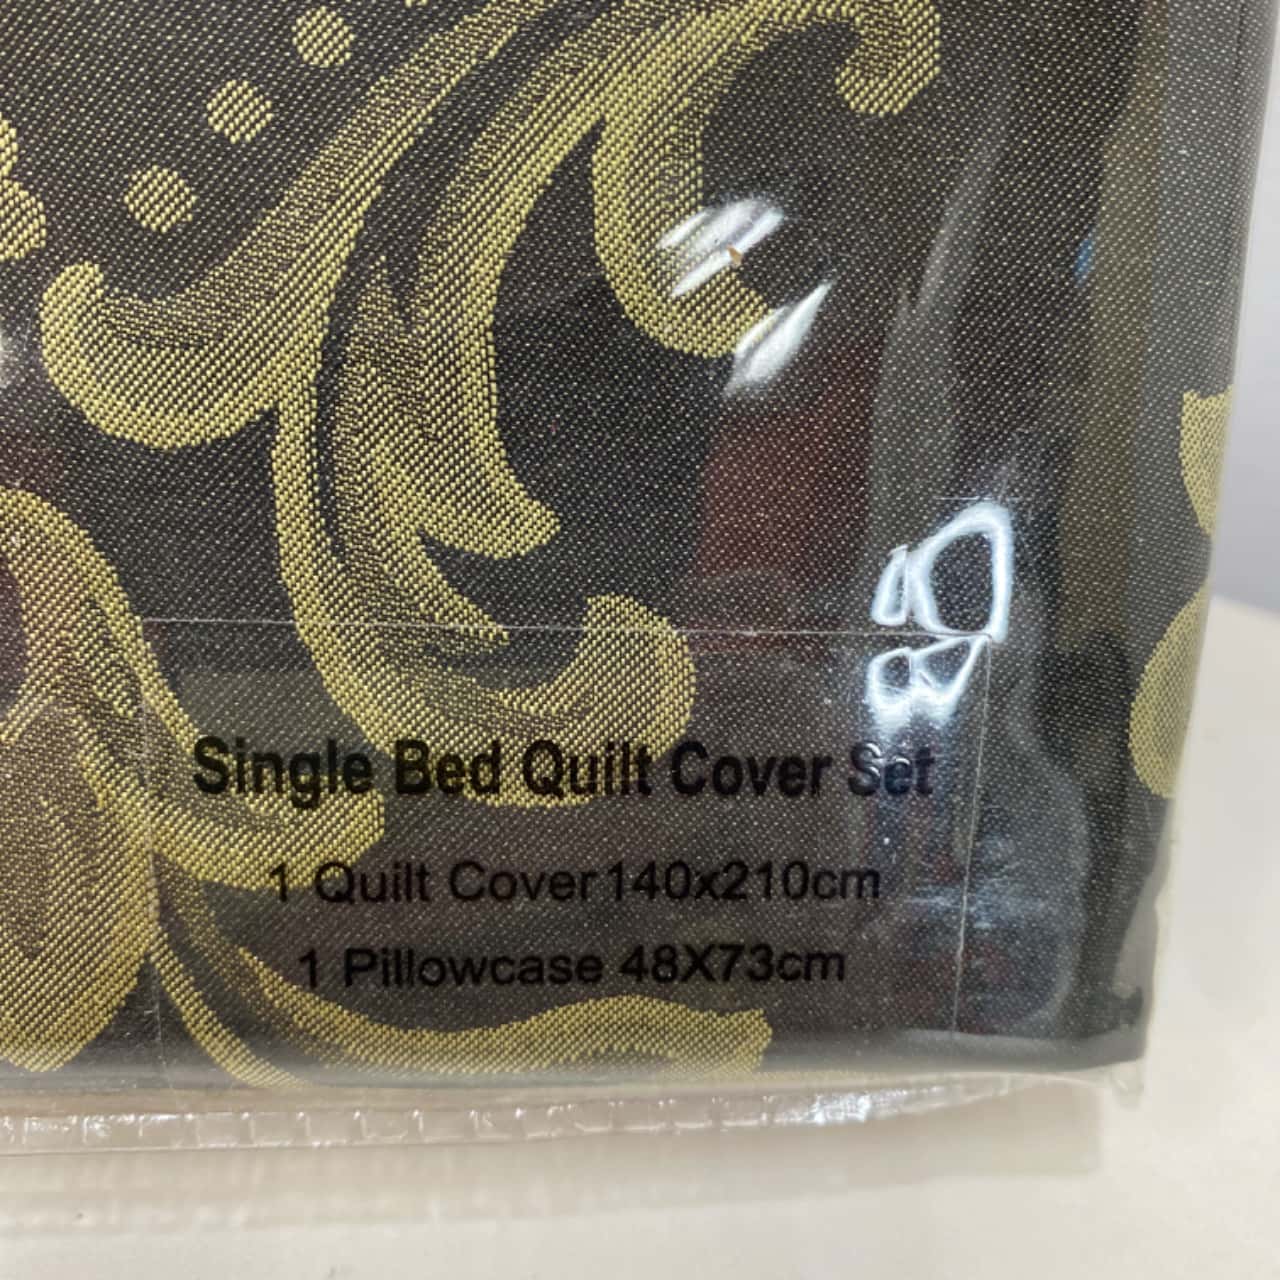 Single Bed Quilt Cover Set
1 Quilt Cover 140x210cm
1 Pillowcase 48X73cm